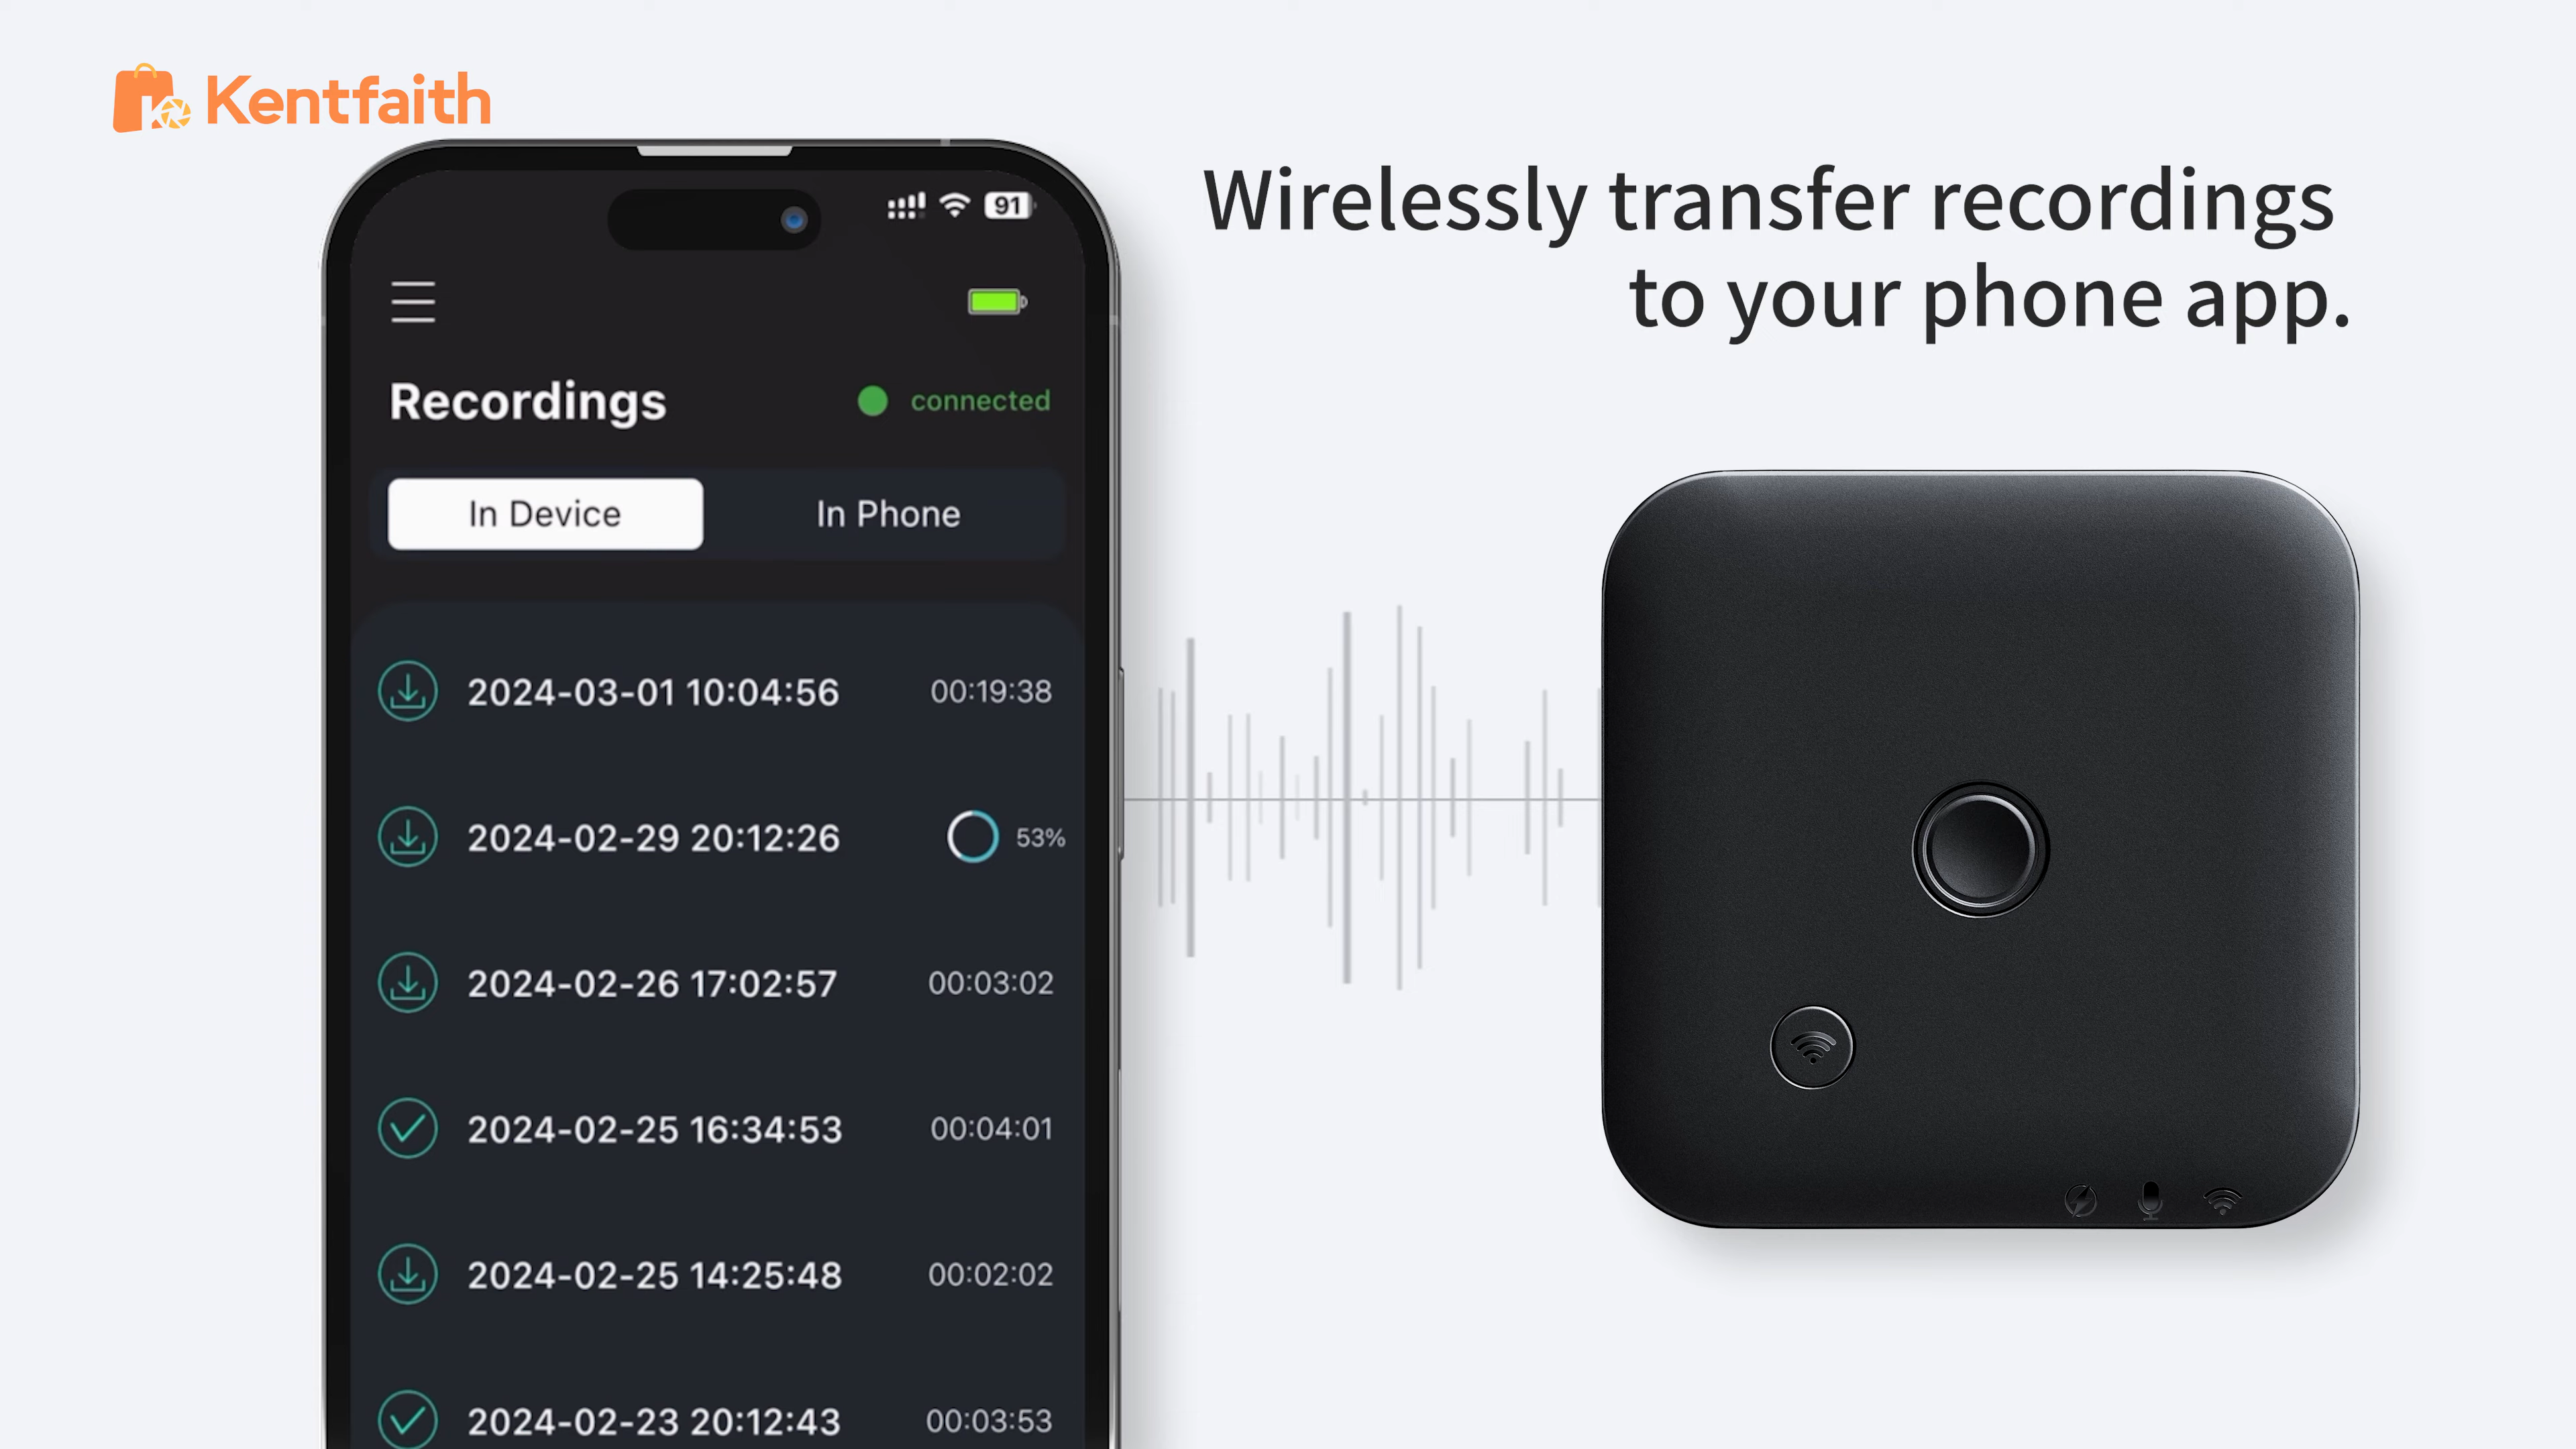 Kentfaith
Wirelessly transfer recordings
to your phone app.
91
Recordings
connected
In Device
In Phone
2024-03-01 10:04:56
00:19:38
2024-02-29 20:12:26
53%
2024-02-26 17:02:57
00:03:02
2024-02-25 16:34:53
00:04:01
2024-02-25 14:25:48
00:02:02
2024-02-23 20:12:43
00:03:53